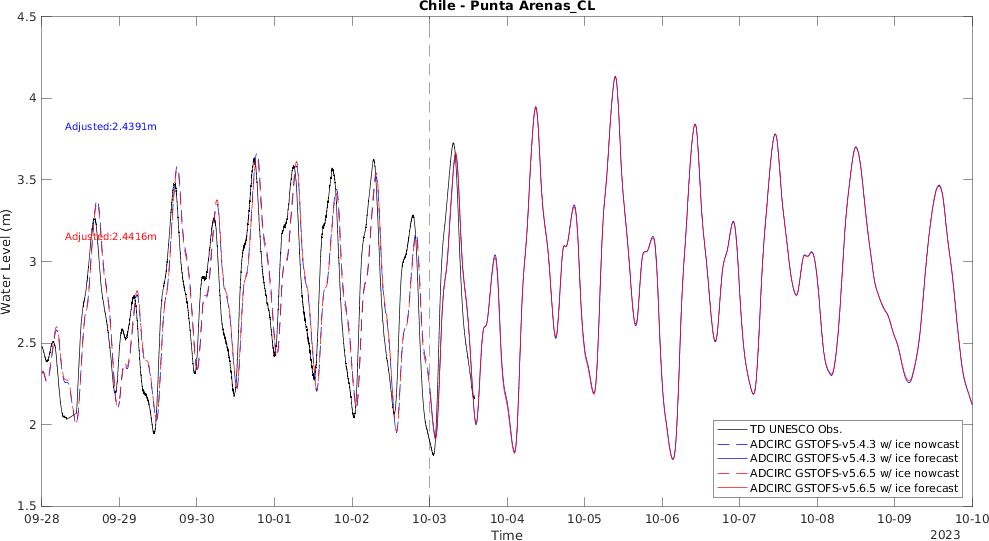 Chile - Punta Arenas_CL
4.5
4
3.5
3
2.5
2
1.5
Water Level (m)
Adjusted:2.4391m
Adjusted:2.4416m
TD UNESCO Obs.
ADCIRC GSTOFS-v5.4.3 w/ ice nowcast
ADCIRC GSTOFS-v5.4.3 w/ ice forecast
ADCIRC GSTOFS-v5.6.5 w/ ice nowcast
ADCIRC GSTOFS-v5.6.5 w/ ice forecast
09-28 09-29 09-30 10-01 10-02 10-03 10-04 10-05 10-06 10-07 10-08 10-09 10-10
Time
2023